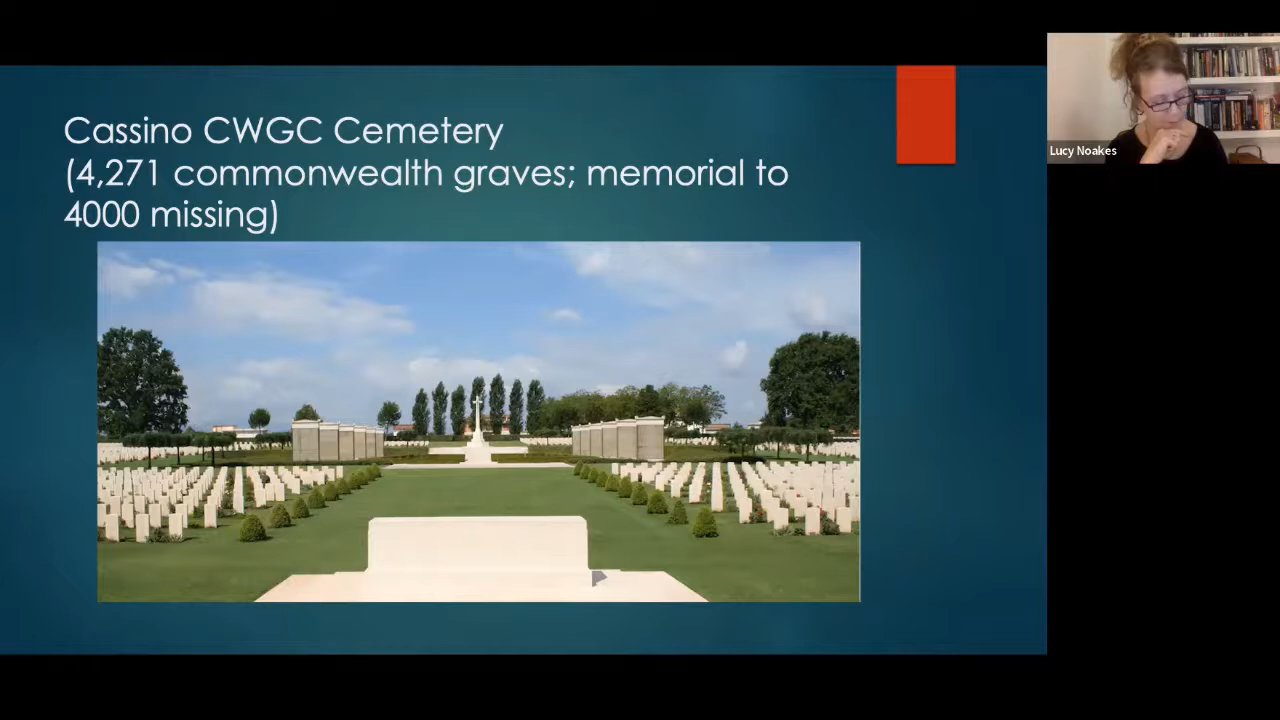 Cassino CWGC Cemetery
(4,271 commonwealth graves; memorial to
4000 missing)
Lucy Noakes